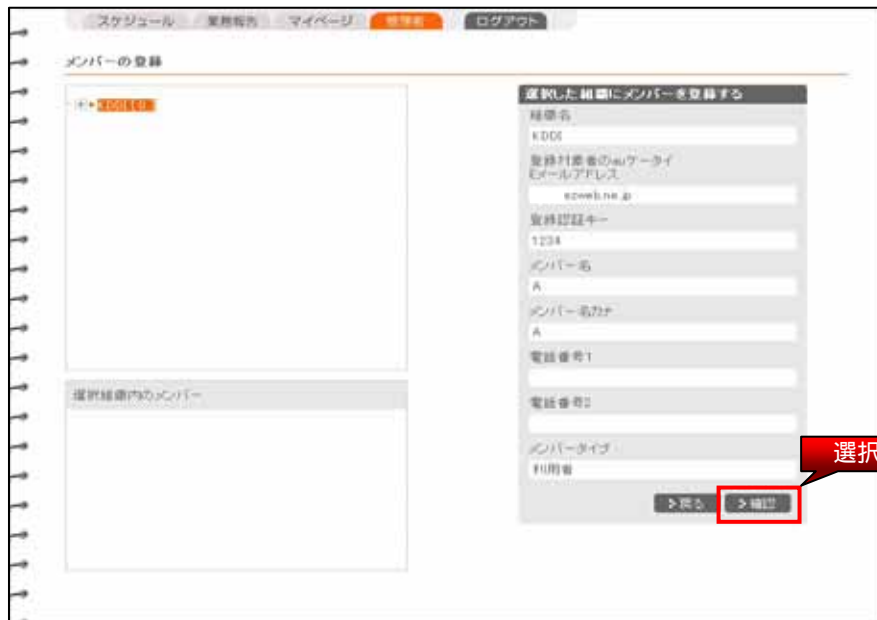 スケジュール 業務報告 マイページ 管理者 ログアウト
メンバーの登録
選択した組織にメンバーを登録する
組織名
KDDI
登録対象者のauケータイ
Eメールアドレス
ezweb.ne.jp
登録認証キー
1234
メンバー名
A
メンバー名カナ
A
電話番号1
選択組織内のメンバー
電話番号2
メンバータイプ
利用者
選択
>戻る >確認